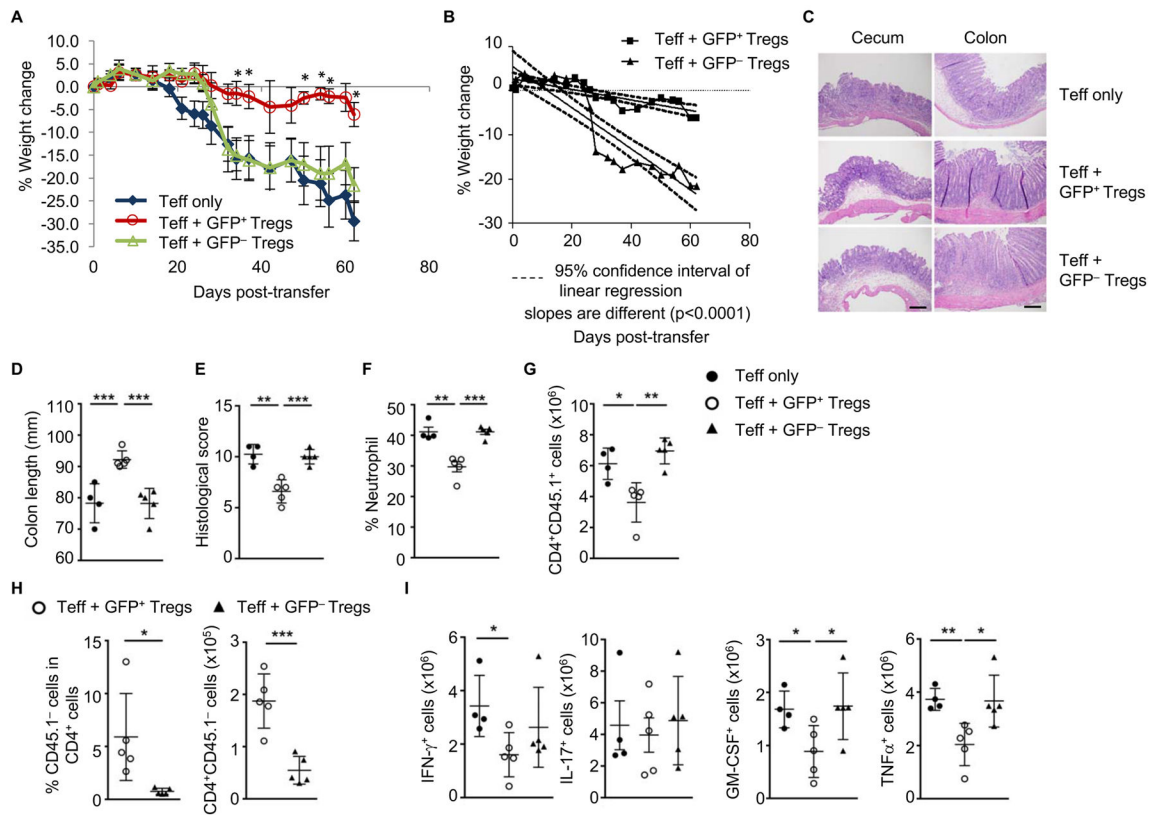 A
10.0
5.0
0.0
-5.0
-10.0
-15.0
-20.0
-25.0
-30.0
-35.0
% Weight change
* *
* * *
*
Teff only
Teff + GFP⁺ Tregs
Teff + GFP⁻ Tregs
0 20 40 60 80
Days post-transfer
B
10
0
-10
-20
-30
% Weight change
Teff + GFP⁺ Tregs
Teff + GFP⁻ Tregs
0 20 40 60 80
95% confidence interval of
linear regression
slopes are different (p<0.0001)
Days post-transfer
C
Cecum Colon
Teff only
Teff +
GFP⁺ Tregs
Teff +
GFP⁻ Tregs
D
*** ***
110
100
90
80
70
60
Colon length (mm)
E
** ***
15
10
5
0
Histological score
F
** ***
50
40
30
20
10
0
% Neutrophil
G
* **
10
8
6
4
2
0
CD4⁺CD45.1⁺ cells (x10⁶)
Teff only
Teff + GFP⁺ Tregs
Teff + GFP⁻ Tregs
H
Teff + GFP⁺ Tregs Teff + GFP⁻ Tregs
*
15
10
5
0
% CD45.1⁻ cells in
CD4⁺ cells
***
3
2
1
0
CD4⁺CD45.1⁻ cells (x10⁵)
I
*
6
4
2
0
IFN-γ⁺ cells (x10⁶)
10
8
6
4
2
0
IL-17⁺ cells (x10⁶)
* *
3
2
1
0
GM-CSF⁺ cells (x10⁶)
** *
6
4
2
0
TNFα⁺ cells (x10⁶)